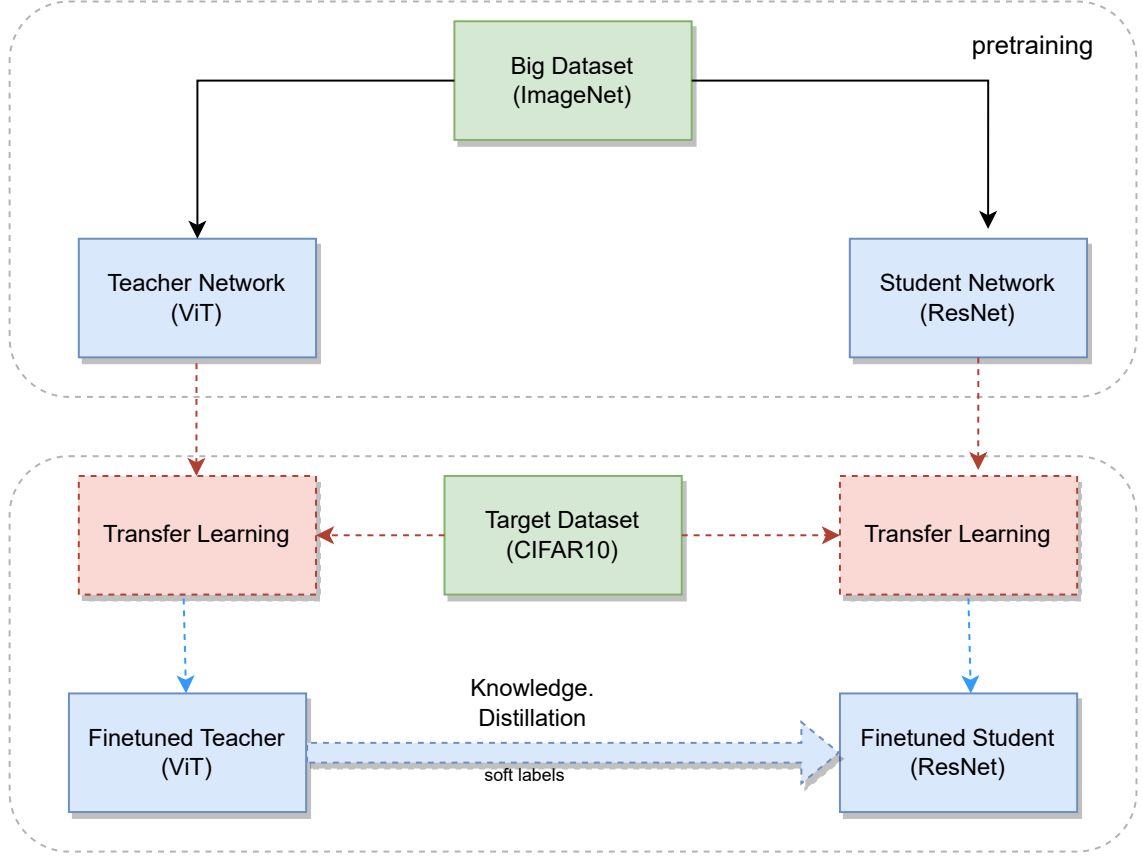 pretraining
Big Dataset
(ImageNet)
Teacher Network
(ViT)
Student Network
(ResNet)
Transfer Learning
Target Dataset
(CIFAR10)
Transfer Learning
Knowledge.
Distillation
soft labels
Finetuned Teacher
(ViT)
Finetuned Student
(ResNet)